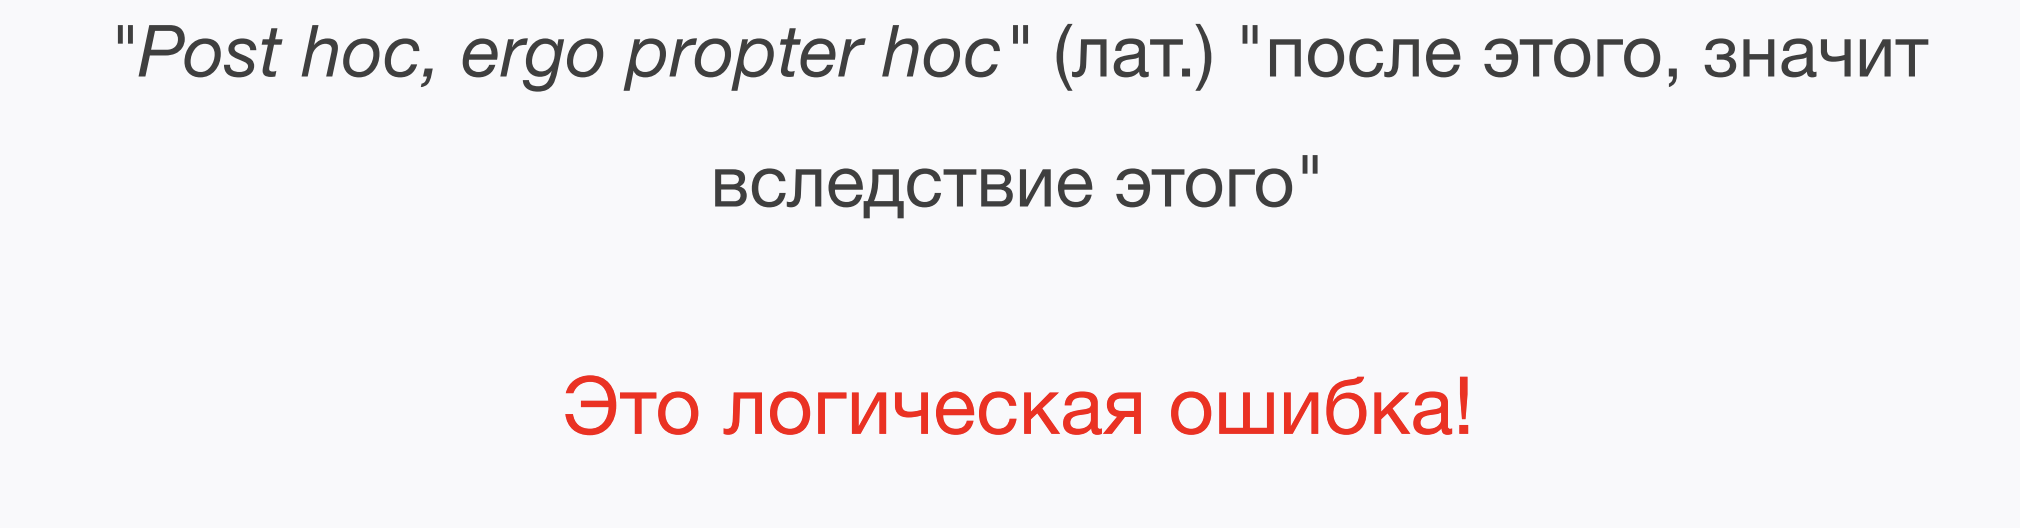 "Post hoc, ergo propter hoc" (лат.) "после этого, значит
вследствие этого"
Это логическая ошибка!